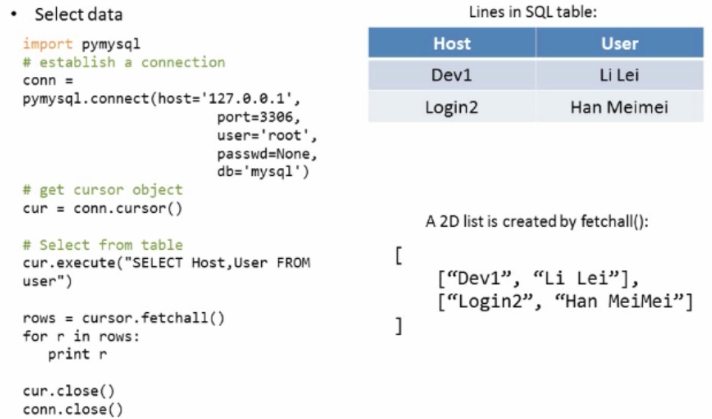 • Select data
import pymysql
# establish a connection
conn =
pymysql.connect(host='127.0.0.1',
port=3306,
user='root',
passwd=None,
db='mysql')
# get cursor object
cur = conn.cursor()
# Select from table
cur.execute("SELECT Host,User FROM
user")
rows = cursor.fetchall()
for r in rows:
print r
cur.close()
conn.close()
Lines in SQL table:
Host User
Dev1 Li Lei
Login2 Han Meimei
A 2D list is created by fetchall():
[
[“Dev1”, “Li Lei”],
[“Login2”, “Han MeiMei”]
]